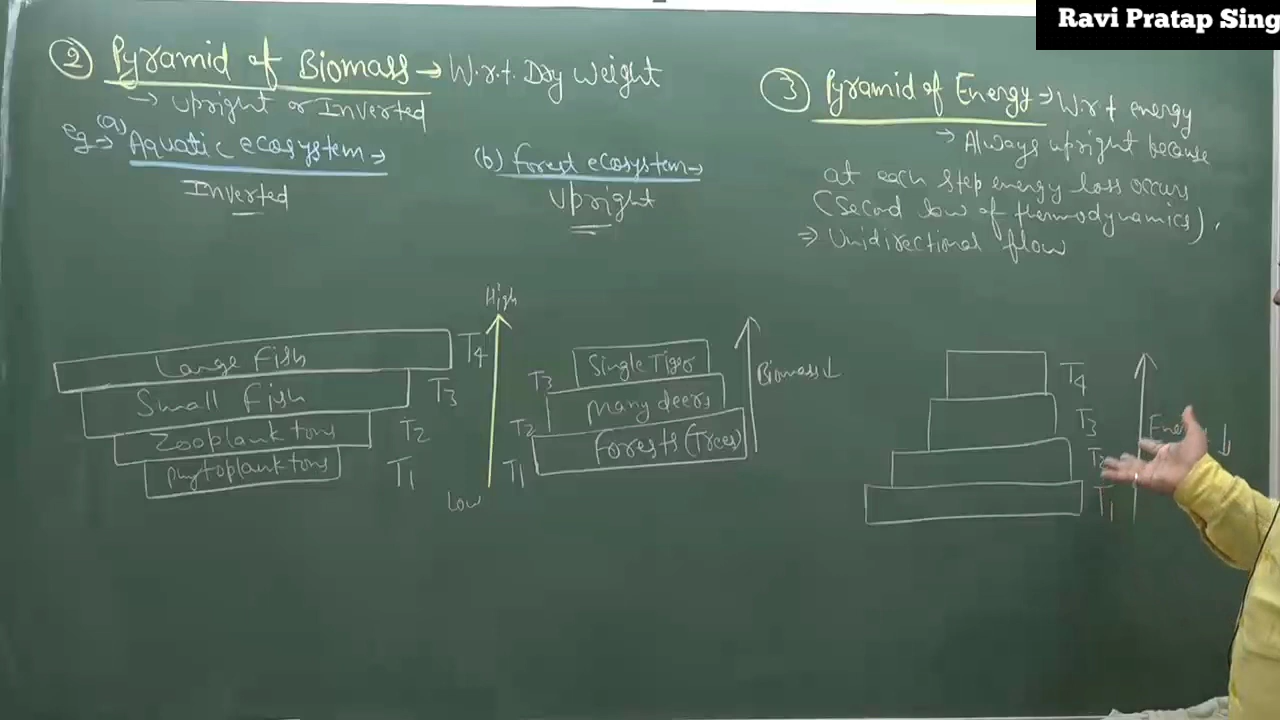 Ravi Pratap Sing
② Pyramid of Biomass → W.r.t. Dry Weight
→ Upright or Inverted
eg → (a) Aquatic ecosystem →
Inverted
(b) Forest ecosystem →
Upright
③ Pyramid of Energy → W.r.t energy
→ Always upright because
at each step energy loss occurs
(Second law of thermodynamics).
⇒ Unidirectional flow
High
Large Fish T4
Small Fish T3
Zooplanktons T2
Phytoplanktons T1
Low
T3 Single Tiger
T2 Many deers
T1 Forests (Trees)
Biomass ↓
T4
T3
T2
T1